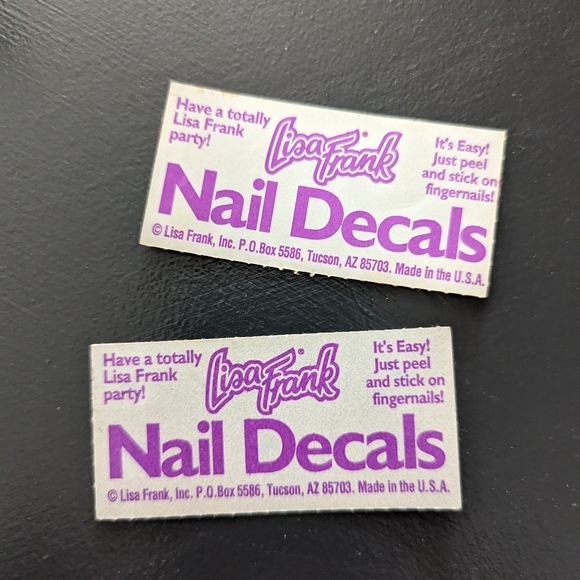 Have a totally
Lisa Frank
party!
Lisa Frank®
It's Easy!
Just peel
and stick on
fingernails!
Nail Decals
© Lisa Frank, Inc. P.O.Box 5586, Tucson, AZ 85703. Made in the U.S.A.
Have a totally
Lisa Frank
party!
Lisa Frank®
It's Easy!
Just peel
and stick on
fingernails!
Nail Decals
© Lisa Frank, Inc. P.O.Box 5586, Tucson, AZ 85703. Made in the U.S.A.